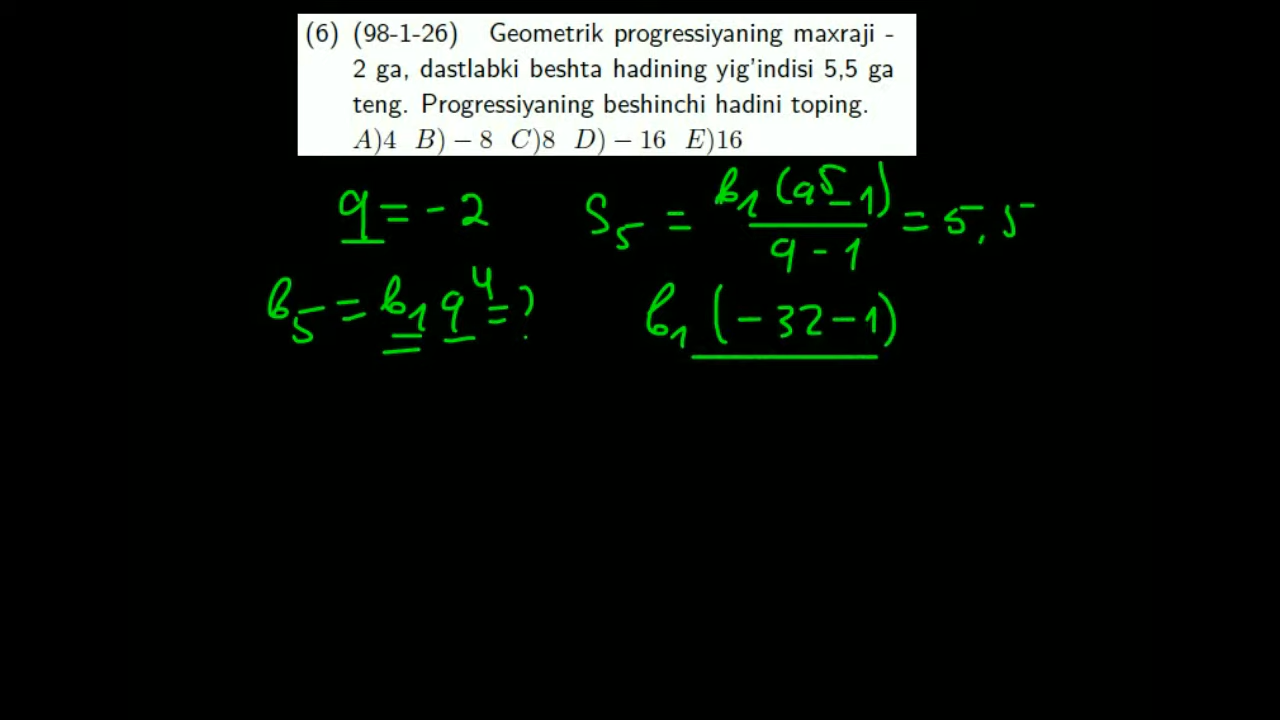 (6) (98-1-26) Geometrik progressiyaning maxraji -
2 ga, dastlabki beshta hadining yig'indisi 5,5 ga
teng. Progressiyaning beshinchi hadini toping.
A)4 B) − 8 C)8 D) − 16 E)16
q = - 2
S₅ = b₁(q⁵-1) / q - 1 = 5,5
b₅ = b₁ q⁴ = ?
b₁ (-32-1)